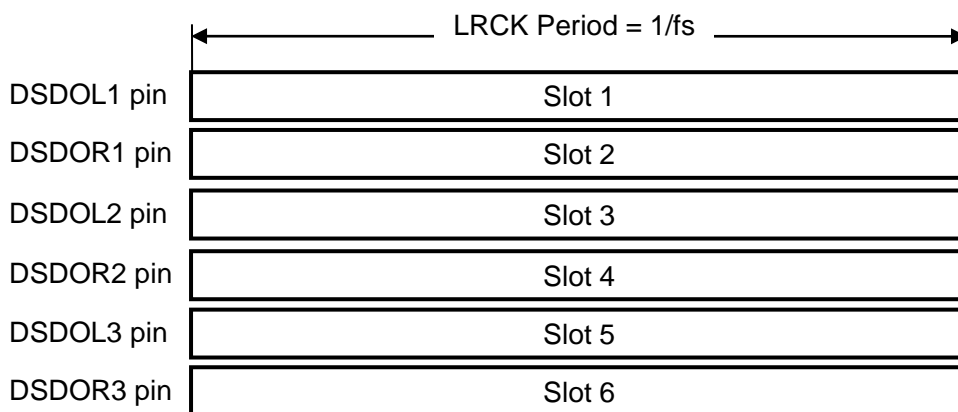 LRCK Period = 1/fs
DSDOL1 pin Slot 1
DSDOR1 pin Slot 2
DSDOL2 pin Slot 3
DSDOR2 pin Slot 4
DSDOL3 pin Slot 5
DSDOR3 pin Slot 6